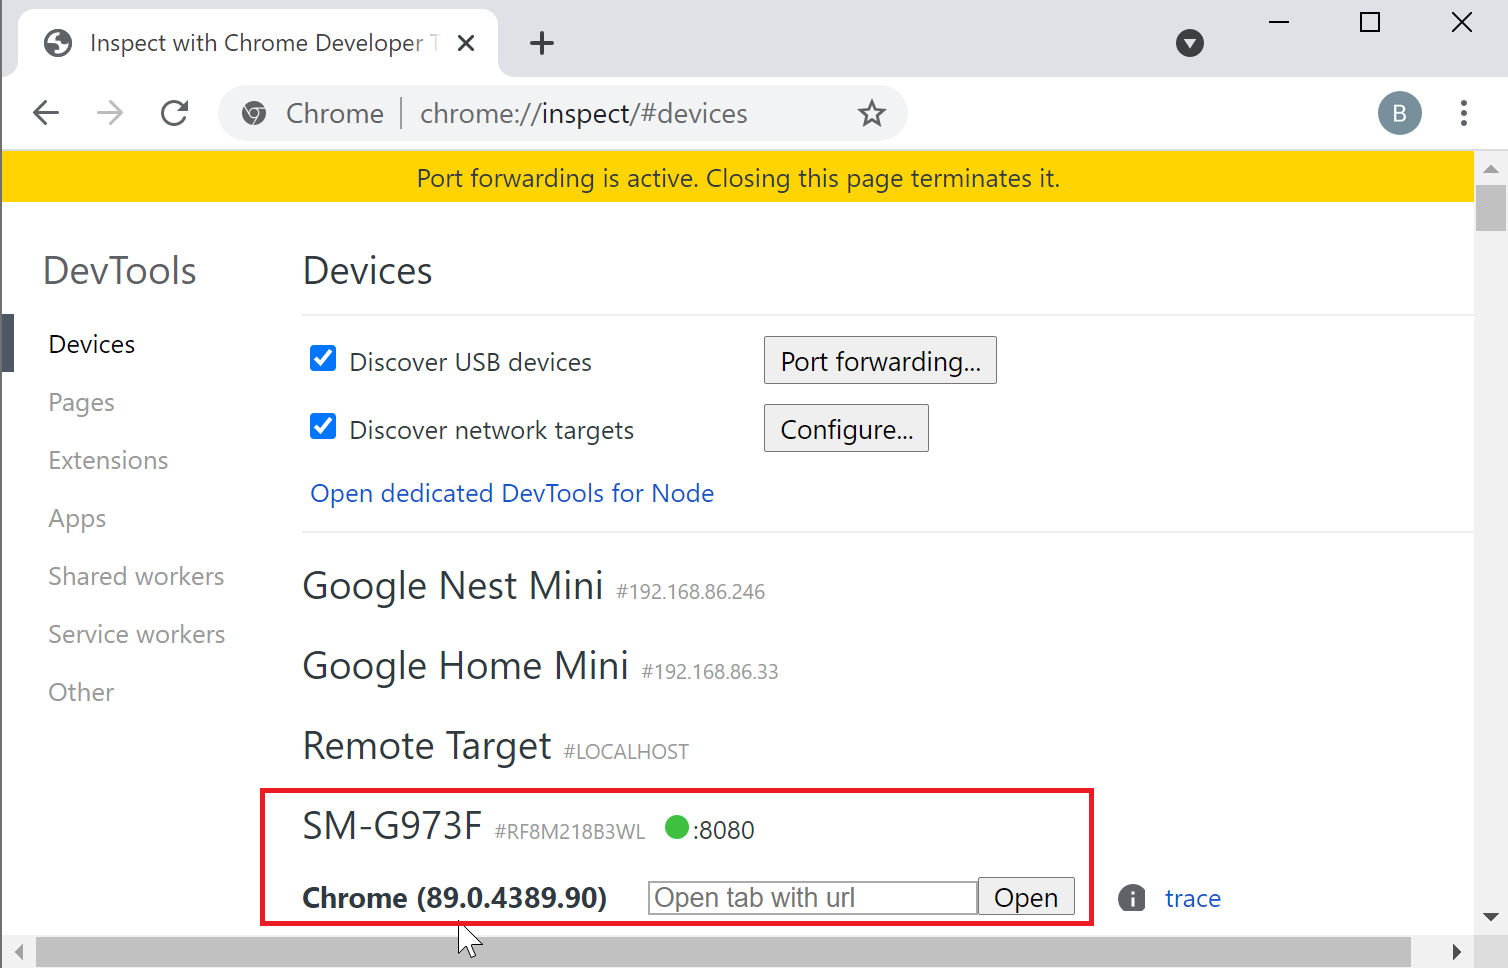 Inspect with Chrome Developer
Chrome | chrome://inspect/#devices
B
Port forwarding is active. Closing this page terminates it.
DevTools
Devices
Pages
Extensions
Apps
Shared workers
Service workers
Other
Devices
Discover USB devices
Port forwarding...
Discover network targets
Configure...
Open dedicated DevTools for Node
Google Nest Mini #192.168.86.246
Google Home Mini #192.168.86.33
Remote Target #LOCALHOST
SM-G973F #RF8M218B3WL :8080
Chrome (89.0.4389.90) Open tab with url Open trace